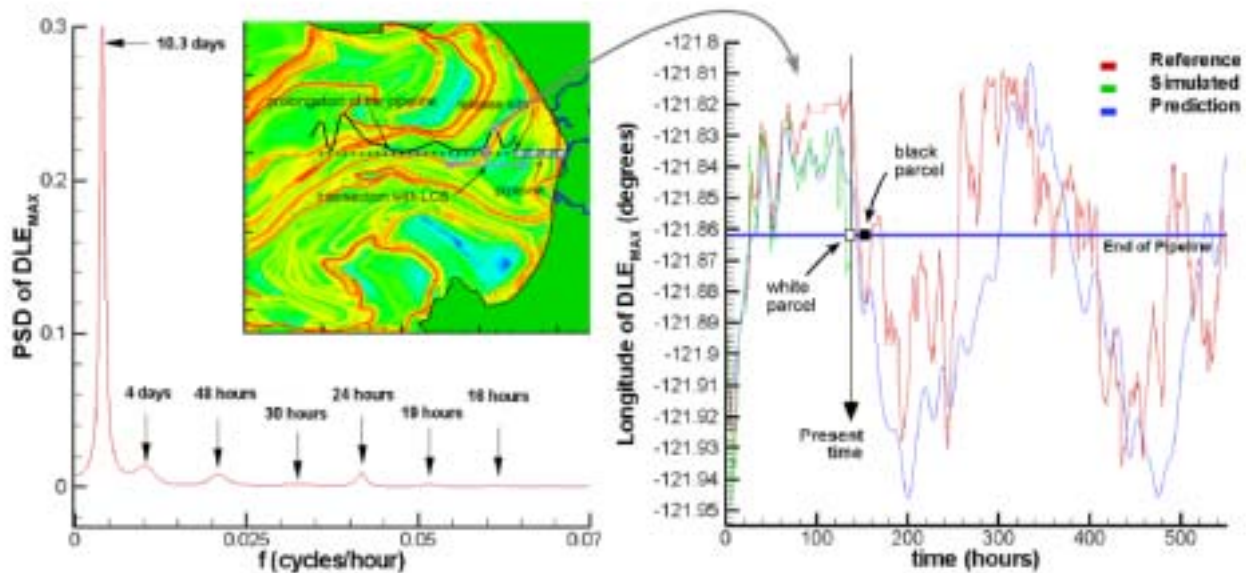 0.3
10.3 days
0.2
PSD of DLE_MAX
0.1
4 days
48 hours
30 hours
24 hours
19 hours
16 hours
0
0
0.025
0.05
0.07
f (cycles/hour)
prolongation of the pipeline
intersection with LCS
pipeline
-121.8
-121.81
-121.82
-121.83
-121.84
-121.85
-121.86
-121.87
-121.88
-121.89
-121.9
-121.91
-121.92
-121.93
-121.94
-121.95
Longitude of DLE_MAX (degrees)
Reference
Simulated
Prediction
black
parcel
End of Pipeline
white
parcel
Present
time
0
100
200
300
400
500
time (hours)